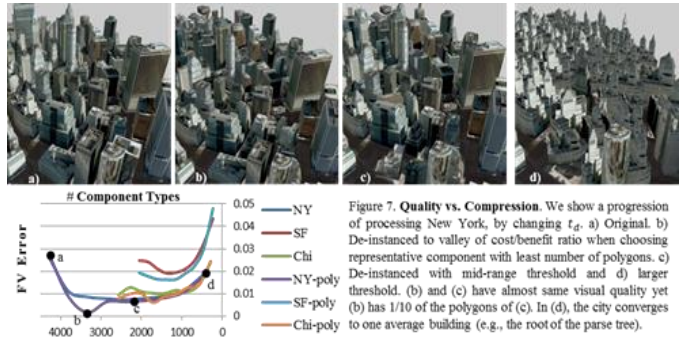 a)
b)
c)
d)
# Component Types
FV Error
0.05
0.04
0.03
0.02
0.01
0
4000
3000
2000
1000
0
a
b
c
d
NY
SF
Chi
NY-poly
SF-poly
Chi-poly
Figure 7. Quality vs. Compression. We show a progression
of processing New York, by changing t_d. a) Original. b)
De-instanced to valley of cost/benefit ratio when choosing
representative component with least number of polygons. c)
De-instanced with mid-range threshold and d) larger
threshold. (b) and (c) have almost same visual quality yet
(b) has 1/10 of the polygons of (c). In (d), the city converges
to one average building (e.g., the root of the parse tree).